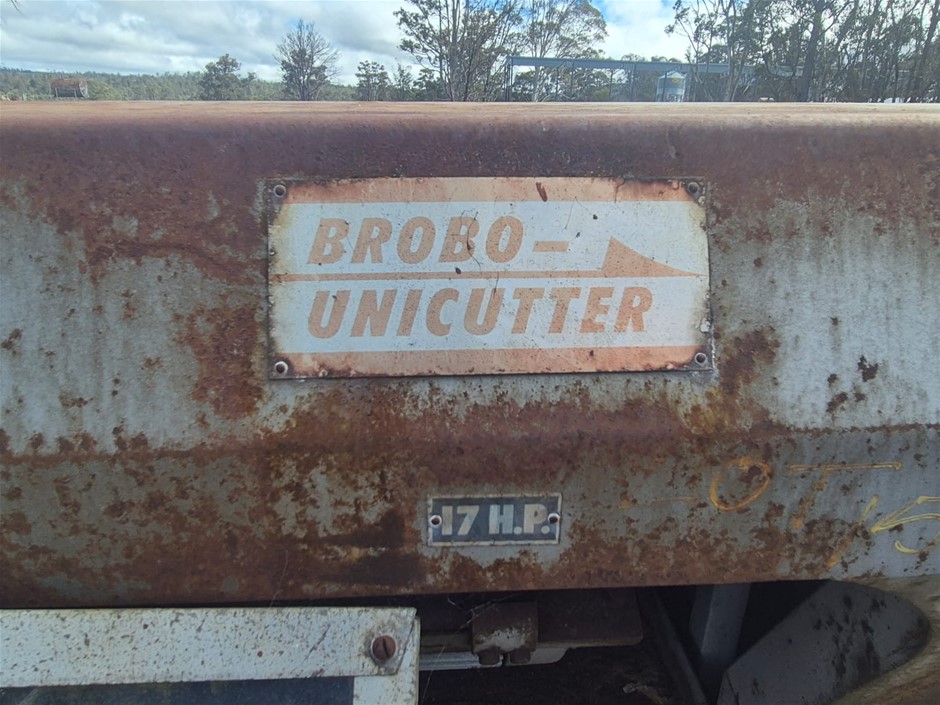 BROBO-
UNICUTTER
17 H.P.